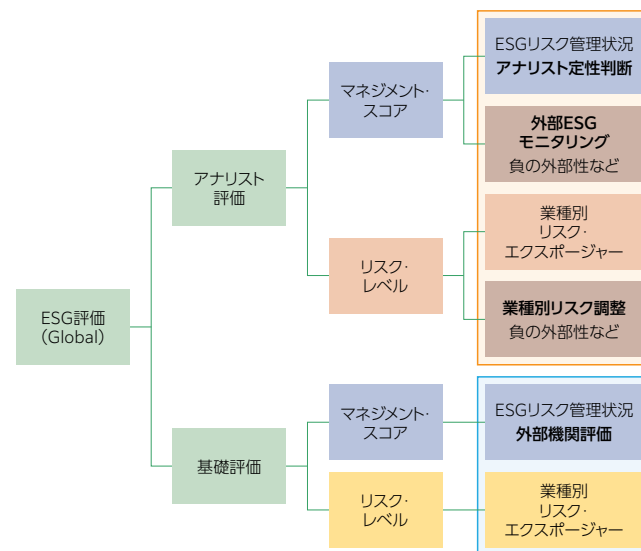 ESG評価
（Global）
アナリスト
評価
マネジメント・
スコア
ESGリスク管理状況
アナリスト定性判断
外部ESG
モニタリング
負の外部性など
リスク・
レベル
業種別
リスク・
エクスポージャー
業種別リスク調整
負の外部性など
基礎評価
マネジメント・
スコア
ESGリスク管理状況
外部機関評価
リスク・
レベル
業種別
リスク・
エクスポージャー